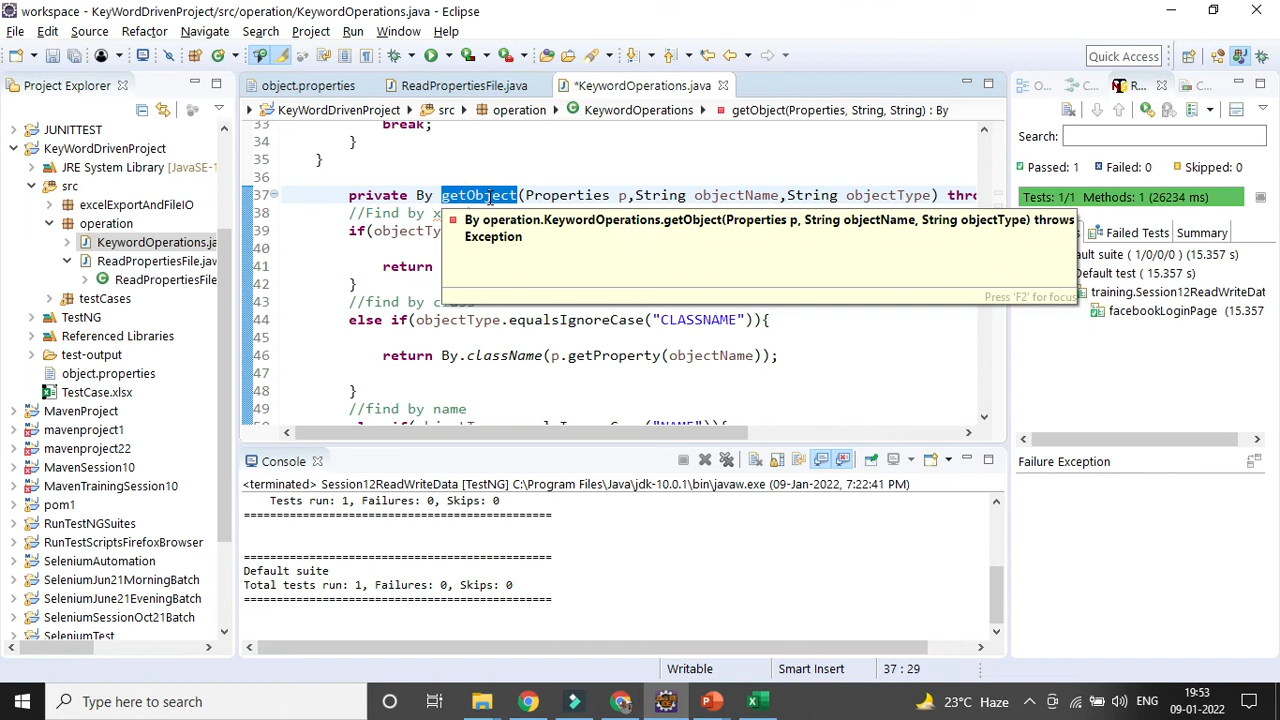 workspace - KeyWordDrivenProject/src/operation/KeywordOperations.java - Eclipse
File Edit Source Refactor Navigate Search Project Run Window Help
Quick Access
Project Explorer
JUNITTEST
KeyWordDrivenProject
JRE System Library [JavaSE-1
src
excelExportAndFileIO
operation
KeywordOperations.ja
ReadPropertiesFile.java
ReadPropertiesFile
testCases
TestNG
Referenced Libraries
test-output
object.properties
TestCase.xlsx
MavenProject
mavenproject1
mavenproject22
MavenSession10
MavenTrainingSession10
pom1
RunTestNGSuites
RunTestScriptsFirefoxBrowser
SeleniumAutomation
SeleniumJun21MorningBatch
SeleniumJune21EveningBatch
SeleniumSessionOct21Batch
SeleniumTest
object.properties ReadPropertiesFile.java *KeywordOperations.java
KeyWordDrivenProject src operation KeywordOperations getObject(Properties, String, String) : By
33 break;
34 }
35 }
36
37 private By getObject(Properties p,String objectName,String objectType) thro
38 //Find by x
39 if(objectTy
40
41 return
42 }
43 //find by class
44 else if(objectType.equalsIgnoreCase("CLASSNAME")){
45
46 return By.className(p.getProperty(objectName));
47
48 }
49 //find by name
By operation.KeywordOperations.getObject(Properties p, String objectName, String objectType) throws
Exception
Press 'F2' for focus
Console
<terminated> Session12ReadWriteData [TestNG] C:\Program Files\Java\jdk-10.0.1\bin\javaw.exe (09-Jan-2022, 7:22:41 PM)
Tests run: 1, Failures: 0, Skips: 0
===============================================
===============================================
Default suite
Total tests run: 1, Failures: 0, Skips: 0
===============================================
O... C... R... C...
Search:
Passed: 1 Failed: 0 Skipped: 0
Tests: 1/1 Methods: 1 (26234 ms)
Failed Tests Summary
fault suite ( 1/0/0/0 ) (15.357 s)
Default test ( 15.357 s)
training.Session12ReadWriteDat
facebookLoginPage (15.357
Failure Exception
Writable Smart Insert 37 : 29
Type here to search
23°C Haze
ENG
19:53
09-01-2022